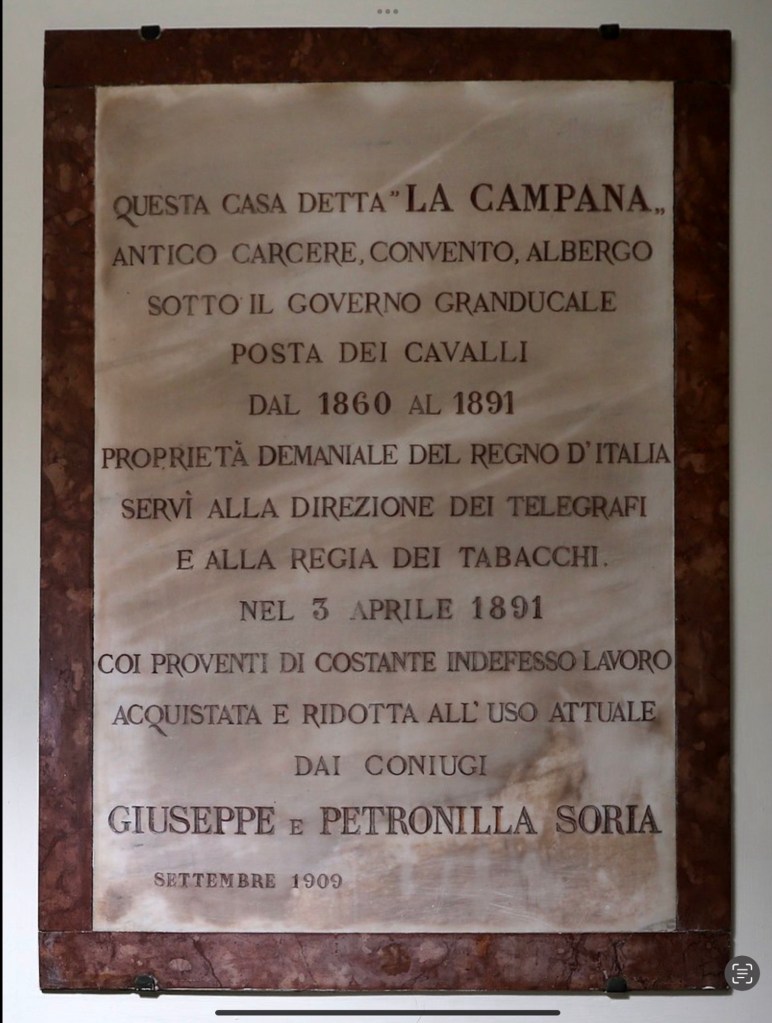 QUESTA CASA DETTA "LA CAMPANA„
ANTICO CARCERE, CONVENTO, ALBERGO
SOTTO IL GOVERNO GRANDUCALE
POSTA DEI CAVALLI
DAL 1860 AL 1891
PROPRIETÀ DEMANIALE DEL REGNO D'ITALIA
SERVÌ ALLA DIREZIONE DEI TELEGRAFI
E ALLA REGIA DEI TABACCHI.
NEL 3 APRILE 1891
COI PROVENTI DI COSTANTE INDEFESSO LAVORO
ACQUISTATA E RIDOTTA ALL' USO ATTUALE
DAI CONIUGI
GIUSEPPE E PETRONILLA SORIA
SETTEMBRE 1909